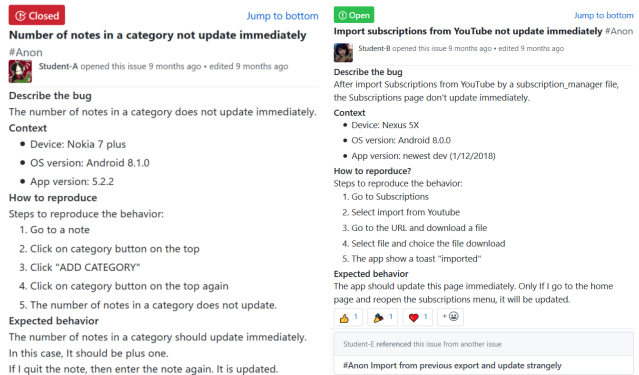 Closed
Jump to bottom
Number of notes in a category not update immediately
#Anon
Student-A opened this issue 9 months ago • edited 9 months ago
Describe the bug
The number of notes in a category does not update immediately.
Context
• Device: Nokia 7 plus
• OS version: Android 8.1.0
• App version: 5.2.2
How to reproduce
Steps to reproduce the behavior:
1. Go to a note
2. Click on category button on the top
3. Click "ADD CATEGORY"
4. Click on category button on the top again
5. The number of notes in a category does not update.
Expected behavior
The number of notes in a category should update immediately.
In this case, It should be plus one.
If I quit the note, then enter the note again. It is updated.
Open
Jump to bottom
Import subscriptions from YouTube not update immediately #Anon
Student-B opened this issue 9 months ago • edited 9 months ago
Describe the bug
After import Subscriptions from YouTube by a subscription_manager file,
the Subscriptions page don't update immediately.
Context
• Device: Nexus 5X
• OS version: Android 8.0.0
• App version: newest dev (1/12/2018)
How to reporduce?
Steps to reproduce the behavior:
1. Go to Subscriptions
2. Select import from Youtube
3. Go to the URL and download a file
4. Select file and choice the file download
5. The app show a toast "imported"
Expected behavior
The app should update this page immediately. Only If I go to the home
page and reopen the subscriptions menu, it will be updated.
1 1 1 +
Student-E referenced this issue from another issue
#Anon Import from previous export and update strangely